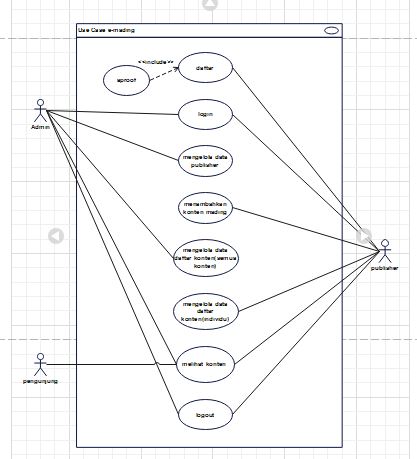 Use Case e-mading
<<include>>
daftar
aproof
login
Admin
mengelola data
publisher
menambahkan
konten mading
mengelola data
daftar konten(semua
konten)
publisher
mengelola data
daftar
konten(individu)
melihat konten
pengunjung
logout